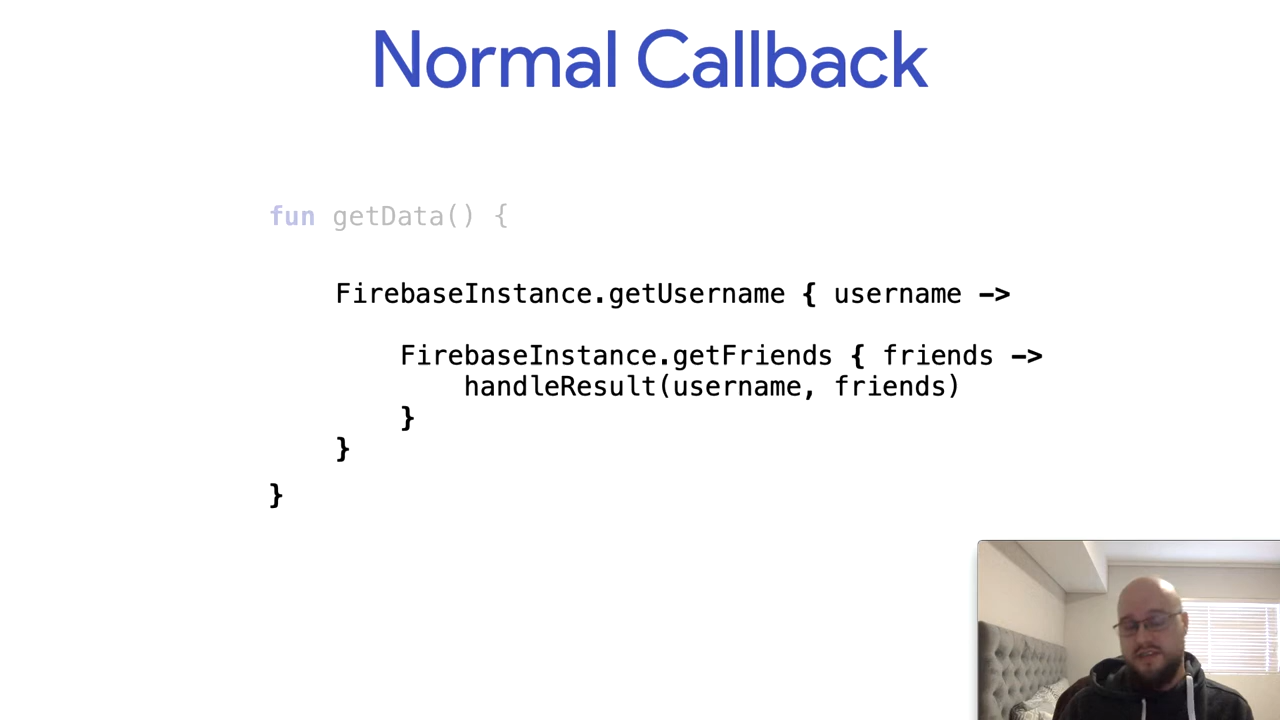 Normal Callback
fun getData() {
FirebaseInstance.getUsername { username ->
FirebaseInstance.getFriends { friends ->
handleResult(username, friends)
}
}
}